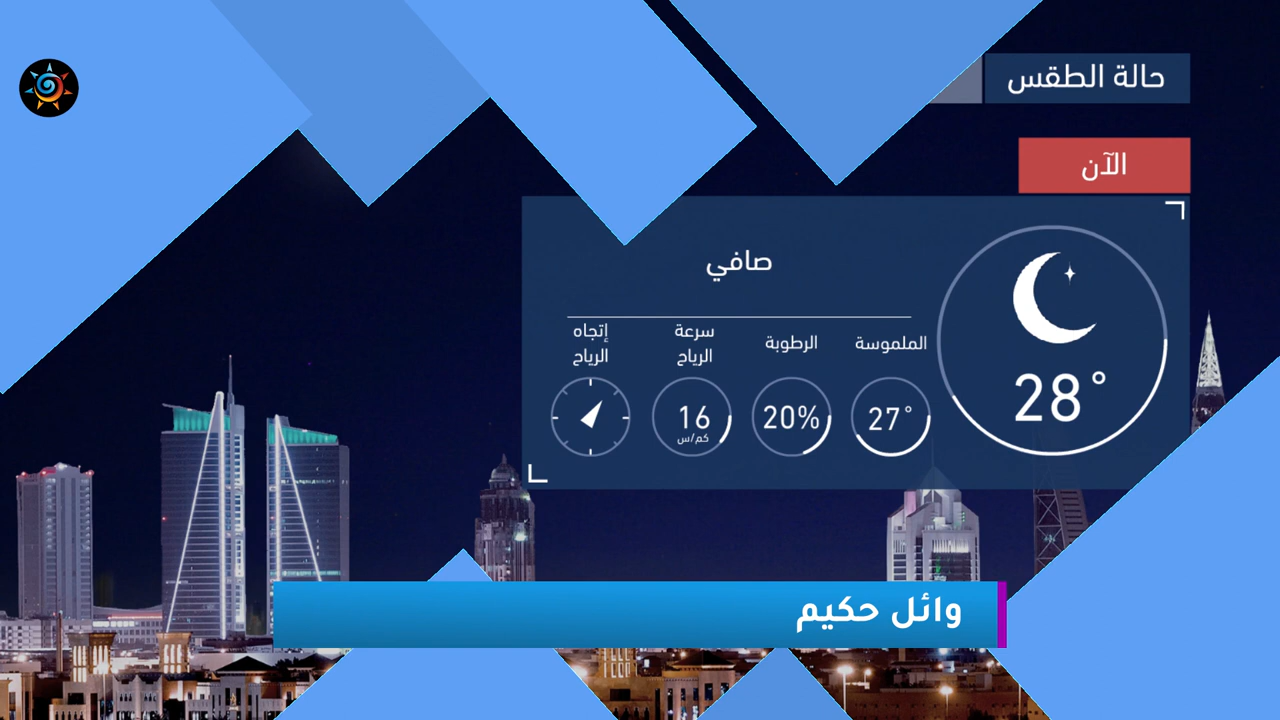 حالة الطقس
الآن
صافي
28°
الملموسة
27°
الرطوبة
20%
سرعة
الرياح
16
كم/س
إتجاه
الرياح
وائل حكيم